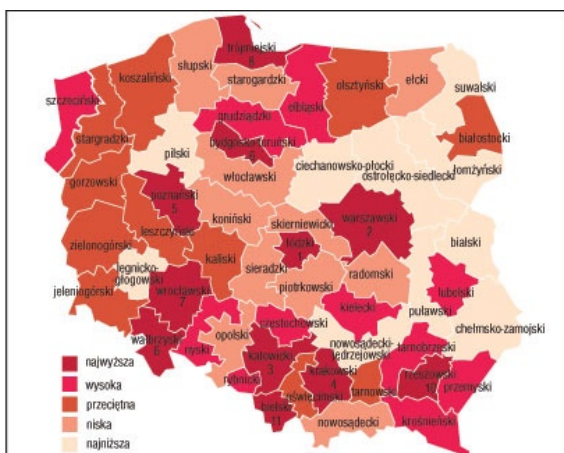 trójmiejski
8
słupski
koszaliński
starogardzki
elbląski
olsztyński
ełcki
suwalski
szczeciński
stargardzki
grudziądzki
bydgosko-toruński
białostocki
pilski
ciechanowsko-płocki
ostrołęcko-siedlecki
łomżyński
gorzowski
włocławski
poznański
5
koniński
skierniewicki
warszawski
2
leszczyński
zielonogórski
łódzki
1
bialski
legnicko-
głogowski
kaliski
sieradzki
radomski
piotrkowski
lubelski
jeleniogórski
wrocławski
7
kielecki
puławski
chełmsko-zamojski
wałbrzyski
opolski
częstochowski
nowosądecki-
jędrzejowski
tarnobrzeski
nyski
katowicki
3
krakowski
4
rzeszowski
10
rybnicki
oświęcimski
tarnowski
przemyski
bielski
11
nowosądecki
krośnieński
najwyższa
wysoka
przeciętna
niska
najniższa